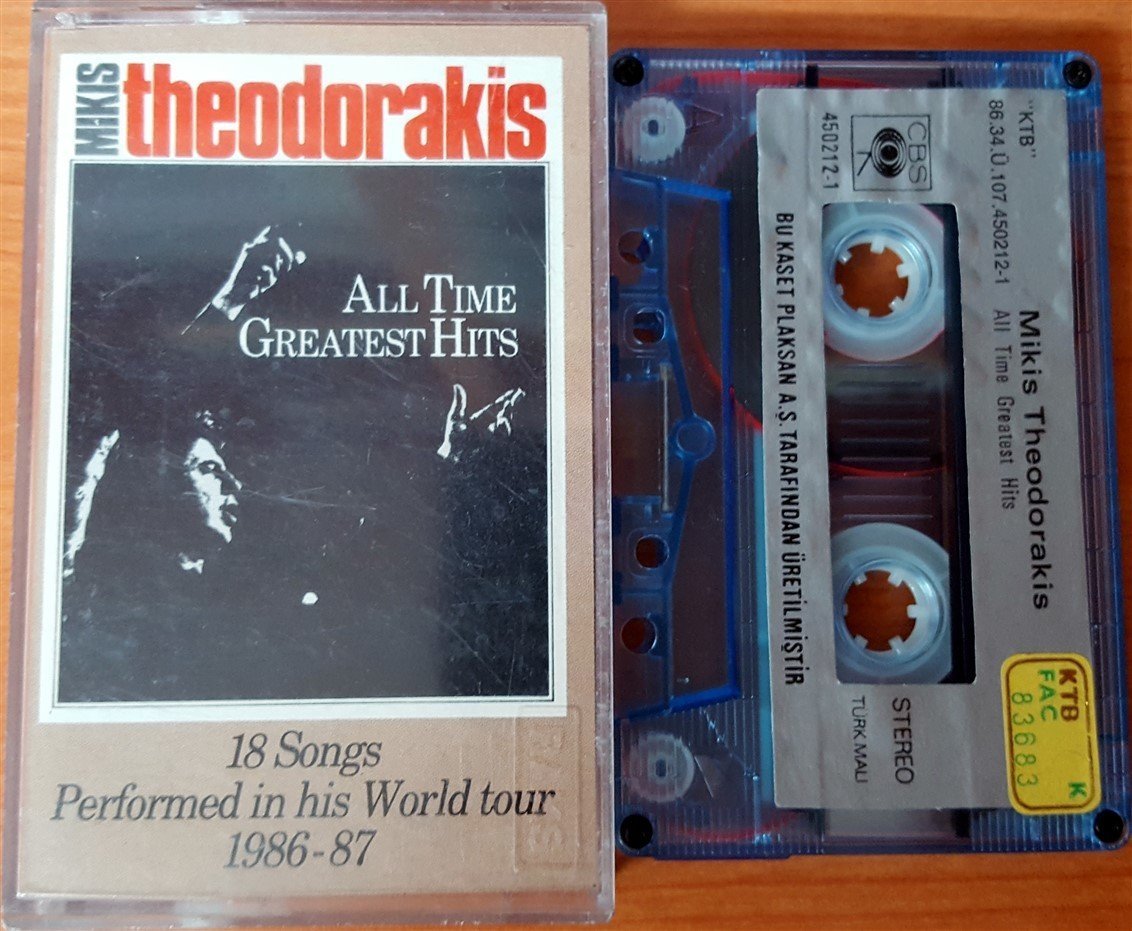 MIKIS
theodorakis
ALL TIME
GREATEST HITS
18 Songs
Performed in his World tour
1986-87
A
"KTB"
86.34.Ü.107.450212-1
CBS
450212-1
Mikis Theodorakis
All Time Greatest Hits
BU KASET PLAKSAN A.Ş. TARAFINDAN ÜRETİLMİŞTİR
STEREO
TÜRK MALI
KTB
FAC K
83683